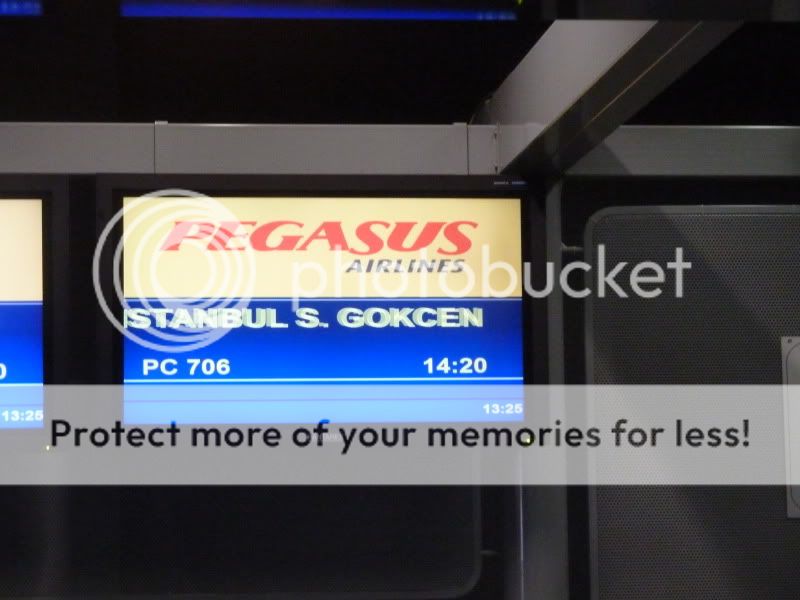 PEGASUS
AIRLINES
photobucket
ISTANBUL S. GOKCEN
PC 706 14:20
13:25 13:25
Protect more of your memories for less!